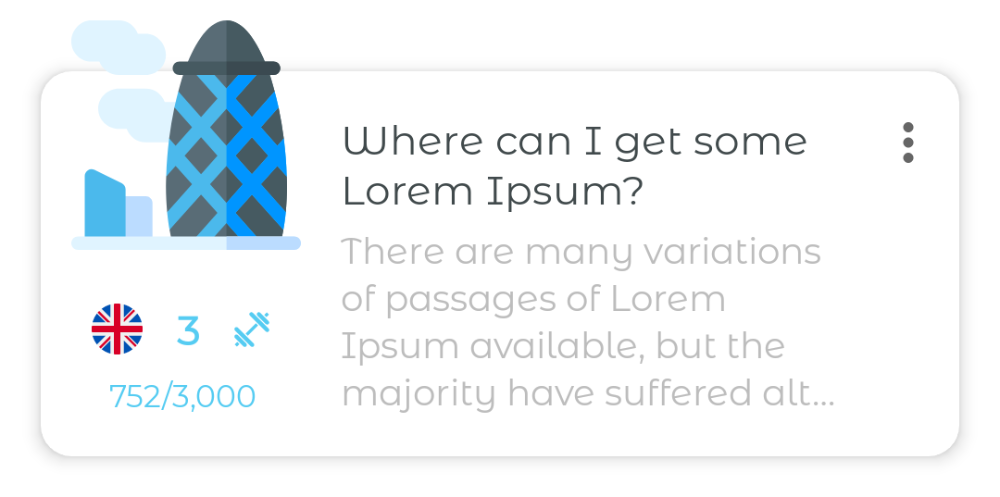 Where can I get some
Lorem Ipsum?
There are many variations
of passages of Lorem
Ipsum available, but the
majority have suffered alt...
3
752/3,000